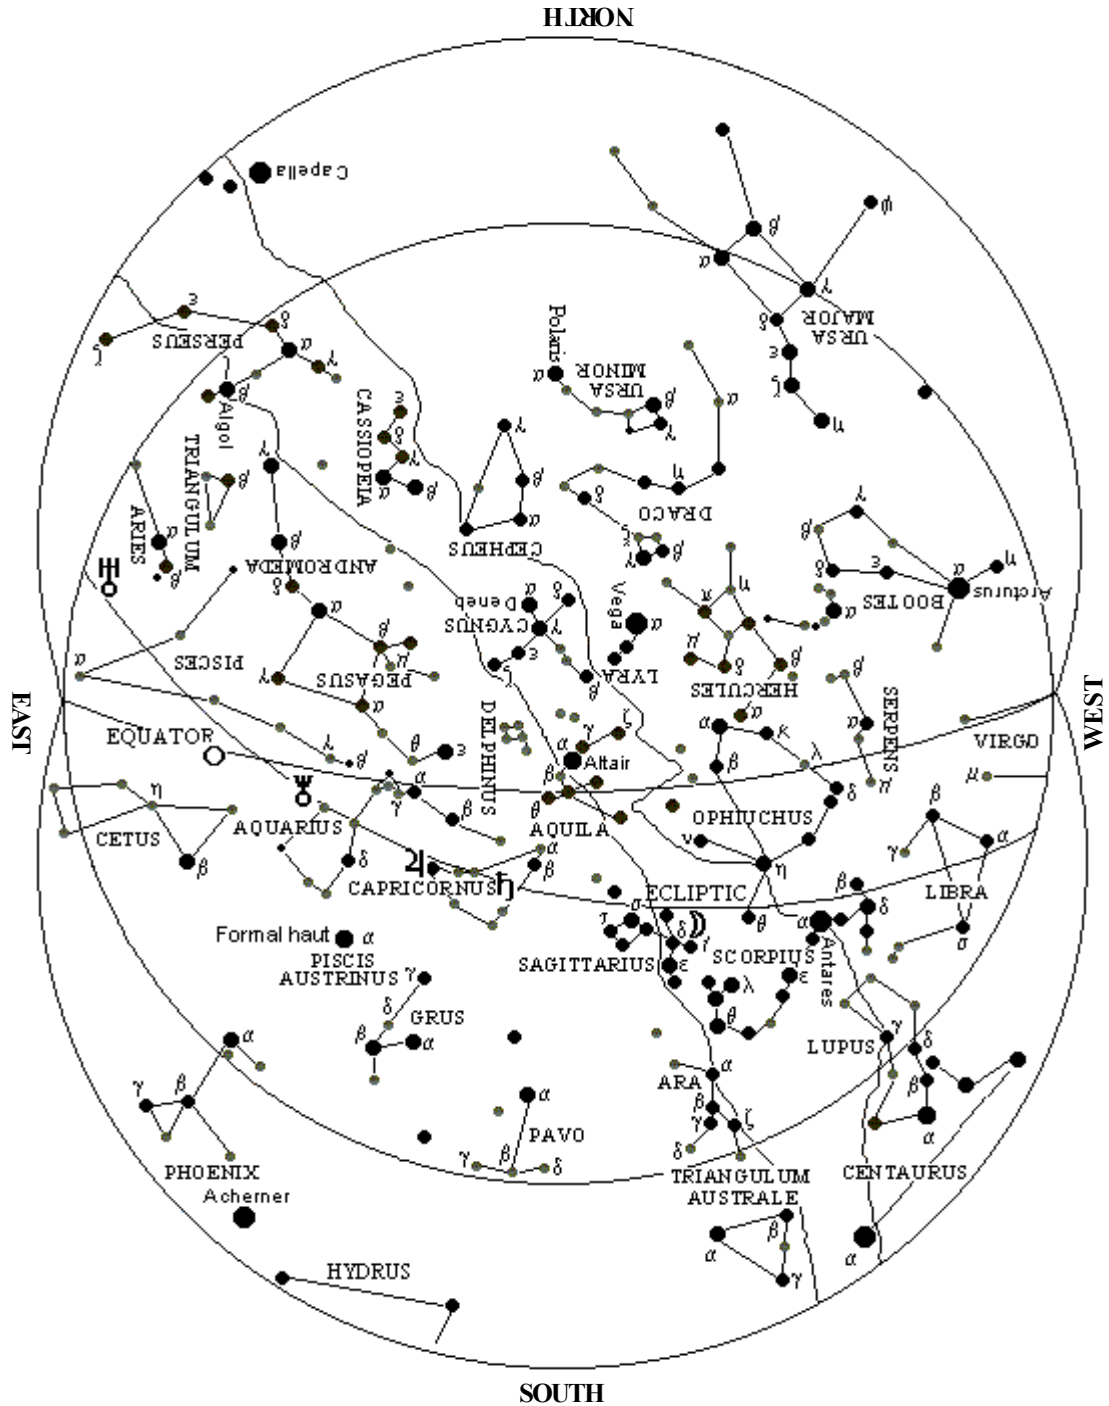 NORTH
Capella
φ
β
α
γ
URSA
MAJOR
δ
ε
ζ
η
ε
δ
PERSEUS
ζ
α
γ
β
Algol
Polaris
α
URSA
MINOR
β
γ
α
CASSIOPEIA
ε
δ
γ
α
β
γ
β
α
CEPHEUS
η
δ
DRACO
ξ
β
γ
TRIANGULUM
β
ARIES
α
β
γ
β
ANDROMEDA
δ
α
γ
β
δ
ε
α
η
BOOTES
Arcturus
α
Deneb
δ
CYGNUS
γ
ε
ζ
β
Vega
α
LYRA
π
η
μ
δ
β
HERCULES
α
α
β
α
SERPENS
μ
α
PISCES
γ
PEGASUS
β
μ
α
θ
ε
EAST
WEST
EQUATOR
γ
β
DELPHINUS
γ
ζ
α
Altair
β
θ
AQUILA
α
κ
β
λ
δ
OPHIUCHUS
ν
η
θ
VIRGO
μ
η
CETUS
β
AQUARIUS
α
γ
β
δ
CAPRICORNUS
α
β
ECLIPTIC
β
α
γ
LIBRA
σ
Formal haut
α
PISCIS
AUSTRINUS
τ
σ
δ
γ
ε
SAGITTARIUS
SCORPIUS
α
Antares
β
δ
ε
λ
θ
γ
δ
GRUS
β
α
LUPUS
γ
δ
β
α
CENTAURUS
α
α
γ
β
PHOENIX
Acherner
α
PAVO
γ
β
δ
ARA
α
β
γ
ζ
δ
TRIANGULUM
AUSTRALE
α
β
γ
HYDRUS
SOUTH